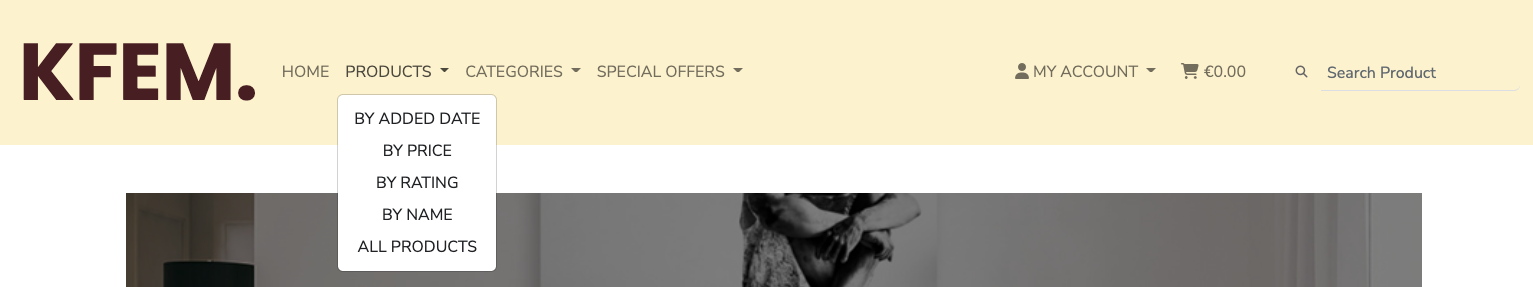 KFEM. HOME PRODUCTS CATEGORIES SPECIAL OFFERS MY ACCOUNT €0.00 Search Product
BY ADDED DATE
BY PRICE
BY RATING
BY NAME
ALL PRODUCTS